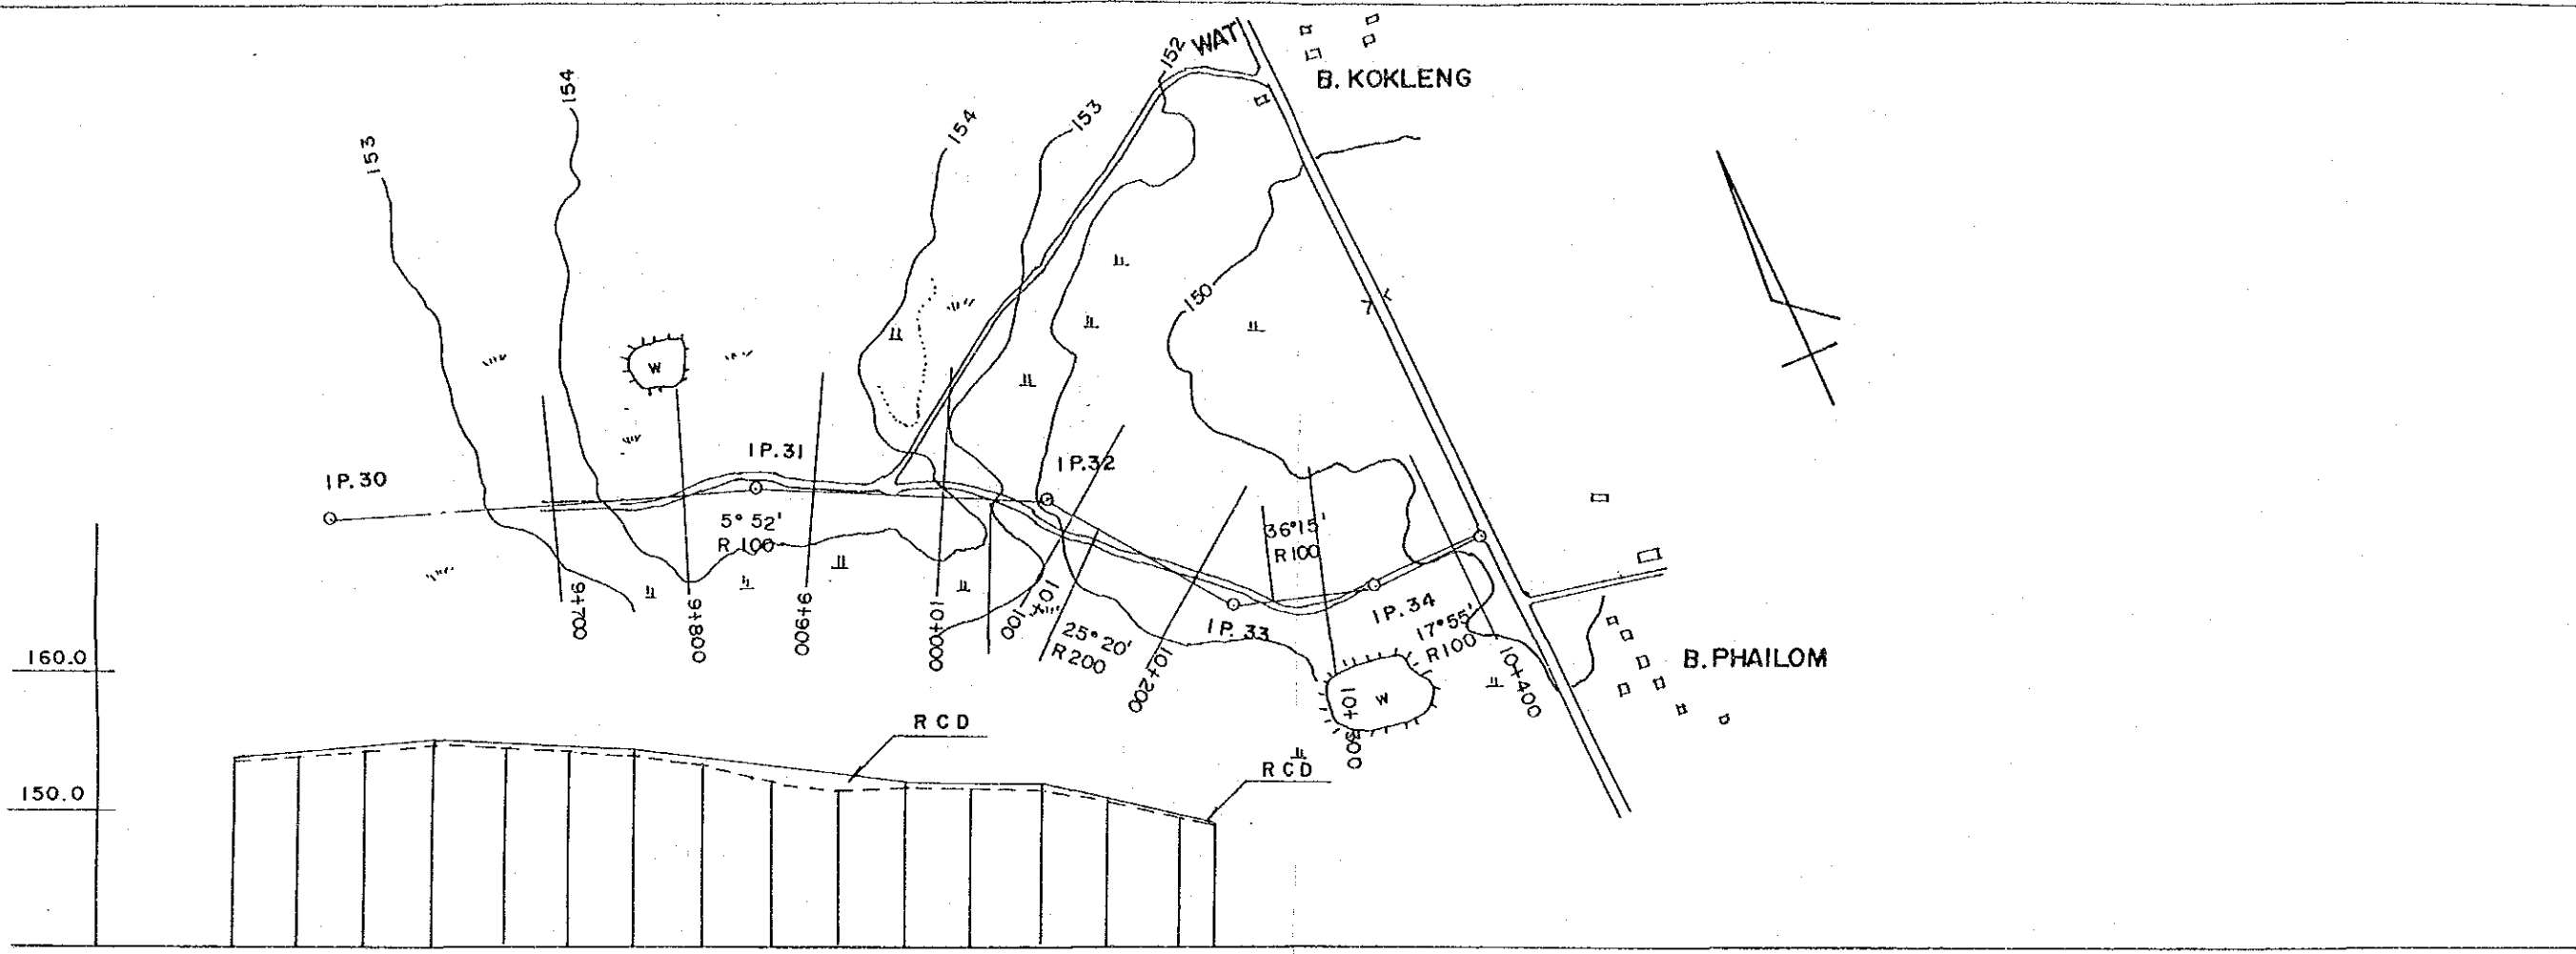 WAT
B. KOKLENG
152
154
153
154
153
150
IP.31
IP.32
IP.30
5° 52'
R 100
36°15'
R100
9+700
9+800
9+900
10+000
10+100
25° 20'
R 200
10+200
IP. 33
IP. 34
17°55'
R100
10+300
10+400
W
W
B. PHAILOM
160.0
150.0
RCD
RCD